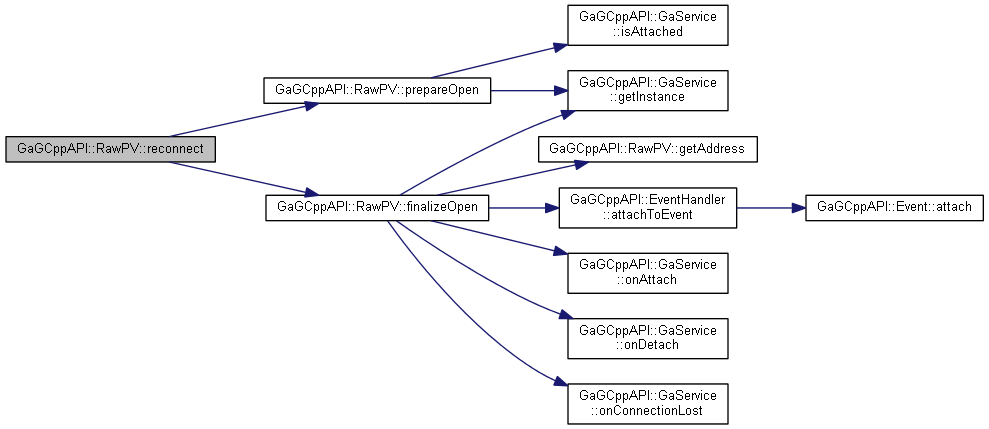 GaGCppAPI::GaService
::isAttached
GaGCppAPI::RawPV::prepareOpen
GaGCppAPI::GaService
::getInstance
GaGCppAPI::RawPV::reconnect
GaGCppAPI::RawPV::getAddress
GaGCppAPI::RawPV::finalizeOpen
GaGCppAPI::EventHandler
::attachToEvent
GaGCppAPI::Event::attach
GaGCppAPI::GaService
::onAttach
GaGCppAPI::GaService
::onDetach
GaGCppAPI::GaService
::onConnectionLost